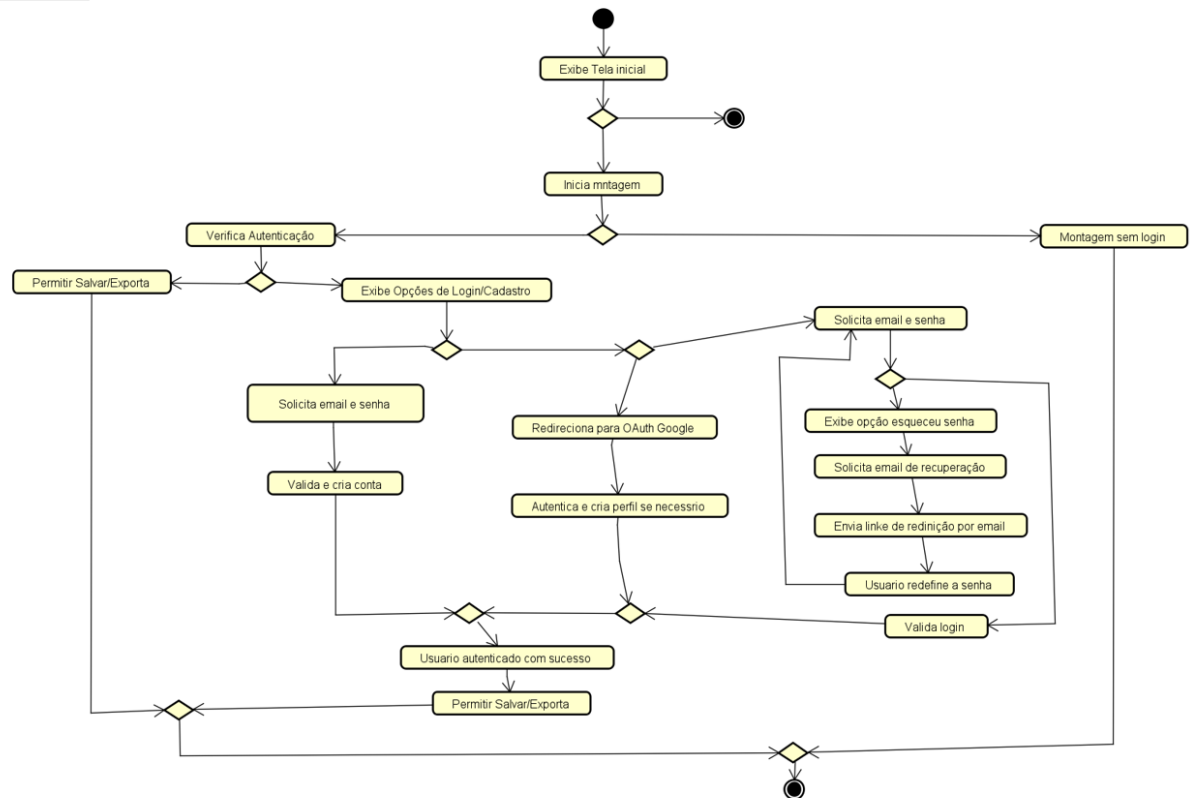 Exibe Tela inicial
Inicia mntagem
Verifica Autenticação
Montagem sem login
Permitir Salvar/Exporta
Exibe Opções de Login/Cadastro
Solicita email e senha
Solicita email e senha
Exibe opção esqueceu senha
Redireciona para OAuth Google
Solicita email de recuperação
Valida e cria conta
Autentica e cria perfil se necessrio
Envia linke de redinição por email
Usuario redefine a senha
Valida login
Usuario autenticado com sucesso
Permitir Salvar/Exporta